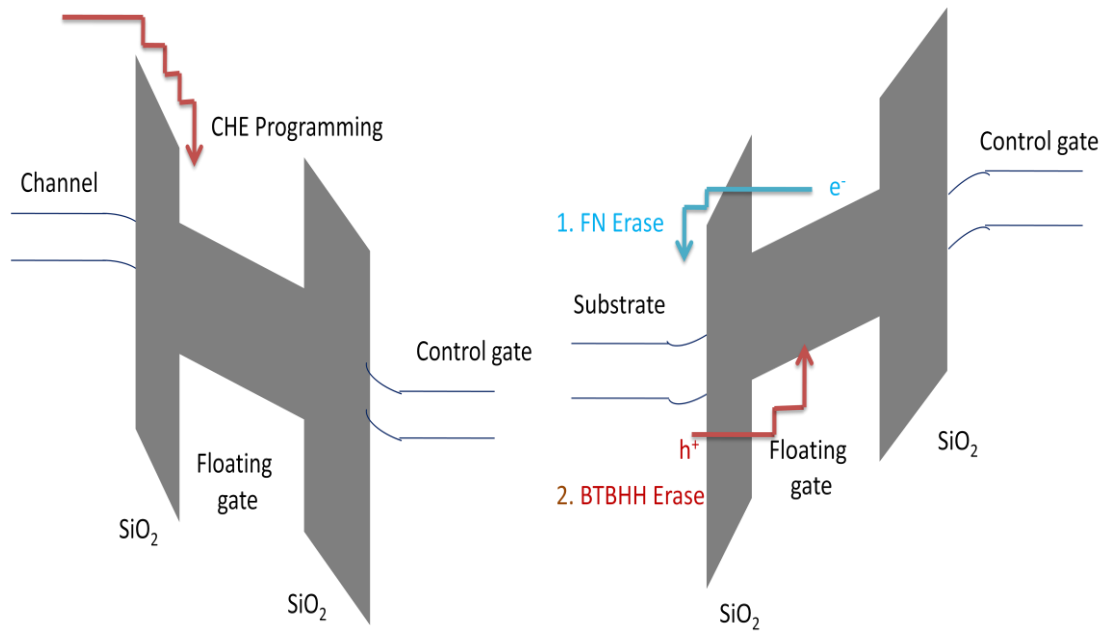 CHE Programming
Channel
Control gate
Floating
gate
SiO2
SiO2
Control gate
e-
1. FN Erase
Substrate
h+
Floating
gate
2. BTBHH Erase
SiO2
SiO2